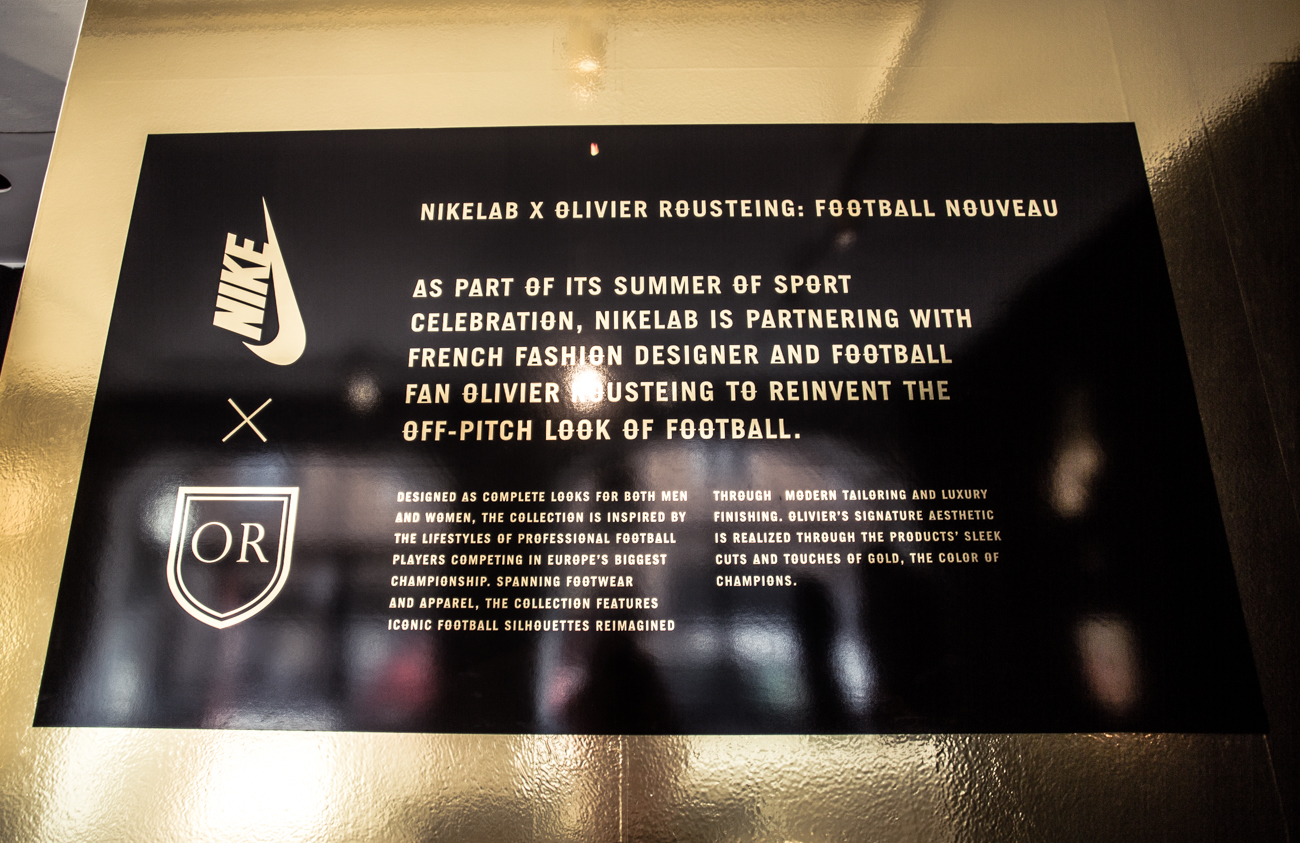 NIKELAB X OLIVIER ROUSTEING: FOOTBALL NOUVEAU
NIKE
AS PART OF ITS SUMMER OF SPORT
CELEBRATION, NIKELAB IS PARTNERING WITH
FRENCH FASHION DESIGNER AND FOOTBALL
FAN OLIVIER ROUSTEING TO REINVENT THE
OFF-PITCH LOOK OF FOOTBALL.
X
OR
DESIGNED AS COMPLETE LOOKS FOR BOTH MEN
AND WOMEN, THE COLLECTION IS INSPIRED BY
THE LIFESTYLES OF PROFESSIONAL FOOTBALL
PLAYERS COMPETING IN EUROPE'S BIGGEST
CHAMPIONSHIP. SPANNING FOOTWEAR
AND APPAREL, THE COLLECTION FEATURES
ICONIC FOOTBALL SILHOUETTES REIMAGINED
THROUGH MODERN TAILORING AND LUXURY
FINISHING. OLIVIER'S SIGNATURE AESTHETIC
IS REALIZED THROUGH THE PRODUCTS' SLEEK
CUTS AND TOUCHES OF GOLD, THE COLOR OF
CHAMPIONS.